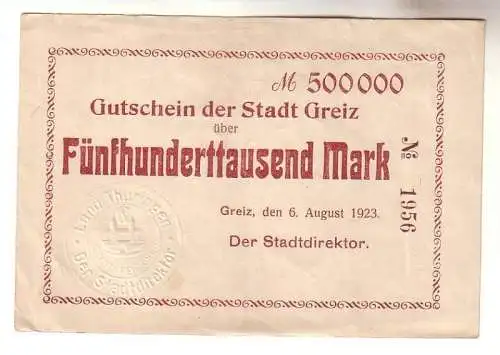 M 500000
Gutschein der Stadt Greiz
über
Fünfhunderttausend Mark
№ 1956
Greiz, den 6. August 1923.
Der Stadtdirektor.
Land Thüringen
Der Stadtdirektor